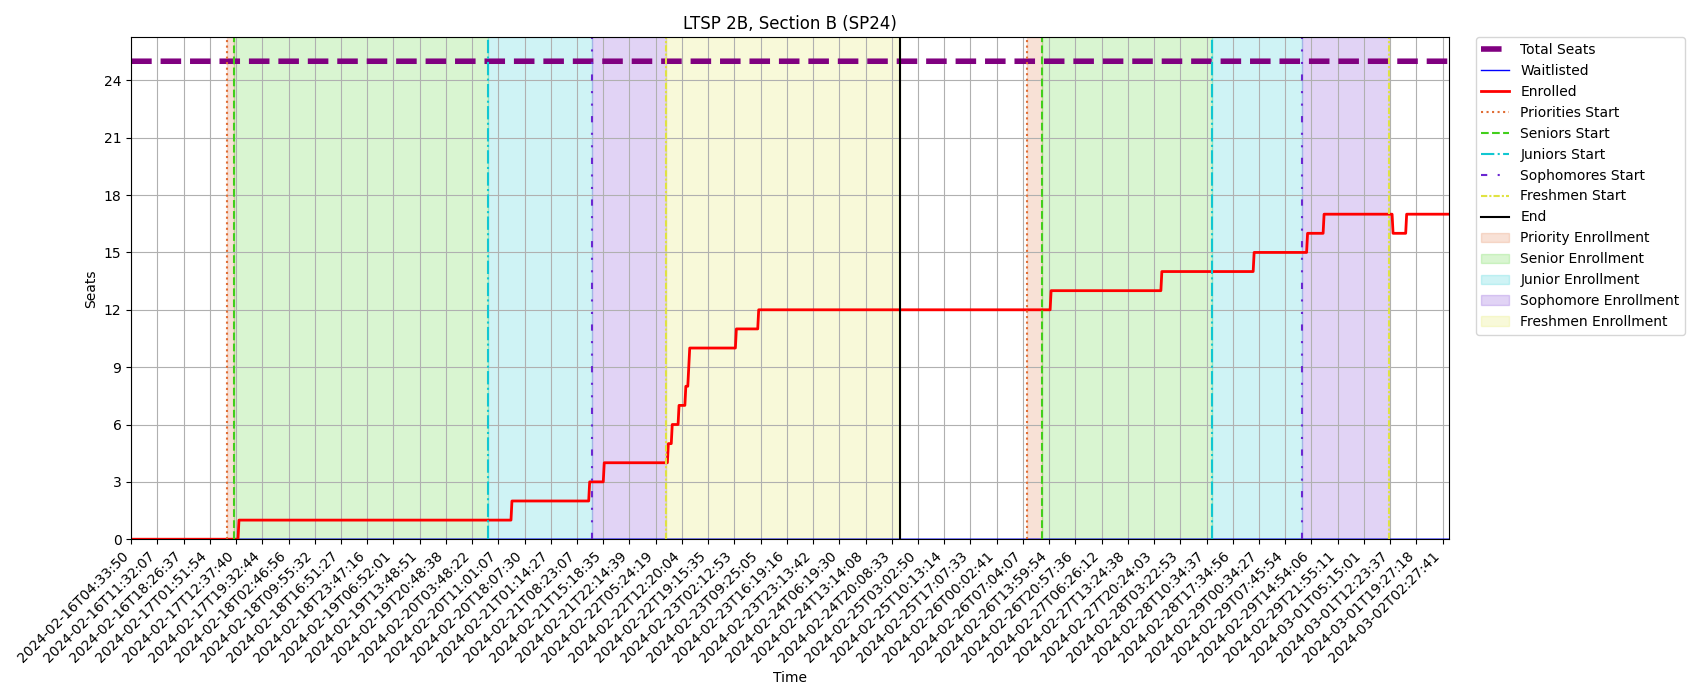 LTSP 2B, Section B (SP24)
Total Seats
Waitlisted
Enrolled
Priorities Start
Seniors Start
Juniors Start
Sophomores Start
Freshmen Start
End
Priority Enrollment
Senior Enrollment
Junior Enrollment
Sophomore Enrollment
Freshmen Enrollment
Seats
24
21
18
15
12
9
6
3
0
2024-02-16T04:33:50
2024-02-16T11:32:07
2024-02-16T18:26:37
2024-02-17T01:51:54
2024-02-17T12:37:40
2024-02-17T19:32:44
2024-02-18T02:46:56
2024-02-18T09:55:32
2024-02-18T16:51:27
2024-02-18T23:47:16
2024-02-19T06:52:01
2024-02-19T13:48:51
2024-02-19T20:48:38
2024-02-20T03:48:22
2024-02-20T11:01:07
2024-02-20T18:07:30
2024-02-21T01:14:27
2024-02-21T08:23:07
2024-02-21T15:18:35
2024-02-21T22:14:39
2024-02-22T05:24:19
2024-02-22T12:20:04
2024-02-22T19:15:35
2024-02-23T02:12:53
2024-02-23T09:25:05
2024-02-23T16:19:16
2024-02-23T23:13:42
2024-02-24T06:19:30
2024-02-24T13:14:08
2024-02-24T20:08:33
2024-02-25T03:02:50
2024-02-25T10:13:14
2024-02-25T17:07:33
2024-02-26T00:02:41
2024-02-26T07:04:07
2024-02-26T13:59:54
2024-02-26T20:57:36
2024-02-27T06:26:12
2024-02-27T13:24:38
2024-02-27T20:24:03
2024-02-28T03:22:53
2024-02-28T10:34:37
2024-02-28T17:34:56
2024-02-29T00:34:27
2024-02-29T07:45:54
2024-02-29T14:54:06
2024-02-29T21:55:11
2024-03-01T05:15:01
2024-03-01T12:23:37
2024-03-01T19:27:18
2024-03-02T02:27:41
Time